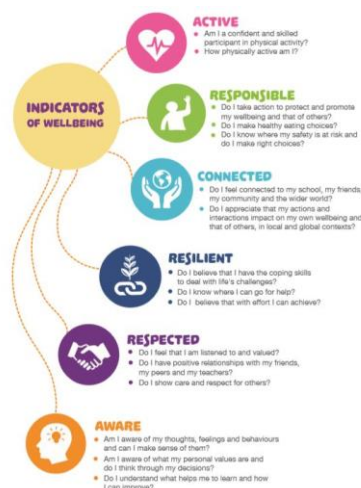 INDICATORS
OF WELLBEING
ACTIVE
• Am I a confident and skilled
participant in physical activity?
• How physically active am I?
RESPONSIBLE
• Do I take action to protect and promote
my wellbeing and that of others?
• Do I make healthy eating choices?
• Do I know where my safety is at risk and
do I make right choices?
CONNECTED
• Do I feel connected to my school, my friends,
my community and the wider world?
• Do I appreciate that my actions and
interactions impact on my own wellbeing and
that of others, in local and global contexts?
RESILIENT
• Do I believe that I have the coping skills
to deal with life's challenges?
• Do I know where I can go for help?
• Do I believe that with effort I can achieve?
RESPECTED
• Do I feel that I am listened to and valued?
• Do I have positive relationships with my friends,
my peers and my teachers?
• Do I show care and respect for others?
AWARE
• Am I aware of my thoughts, feelings and behaviours
and can I make sense of them?
• Am I aware of what my personal values are and
do I think through my decisions?
• Do I understand what helps me to learn and how
I can improve?